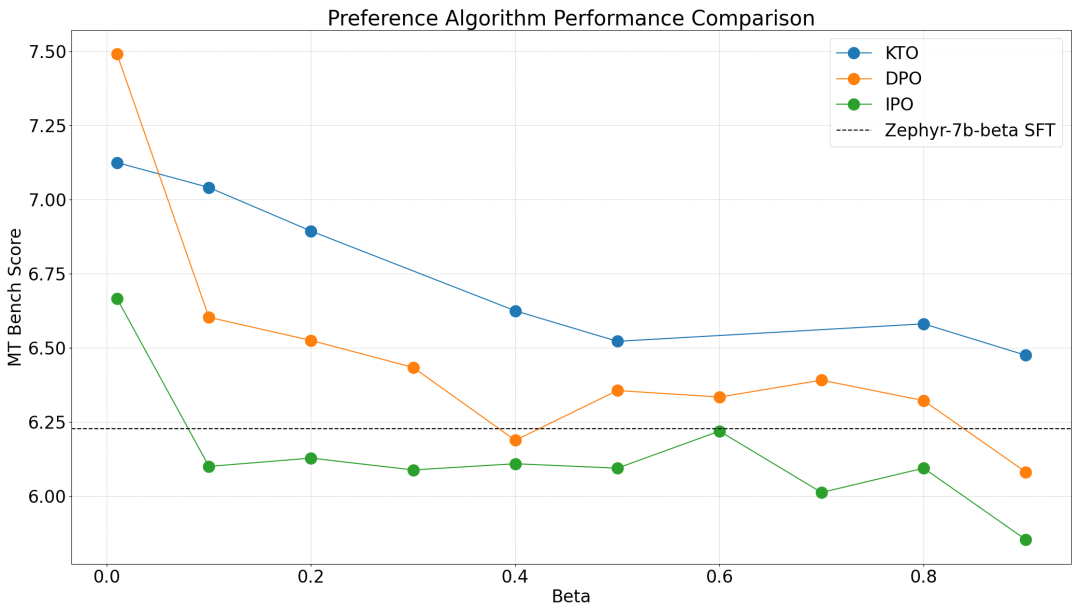 Preference Algorithm Performance Comparison
KTO
DPO
IPO
Zephyr-7b-beta SFT
MT Bench Score
7.50
7.25
7.00
6.75
6.50
6.25
6.00
0.0 0.2 0.4 0.6 0.8
Beta